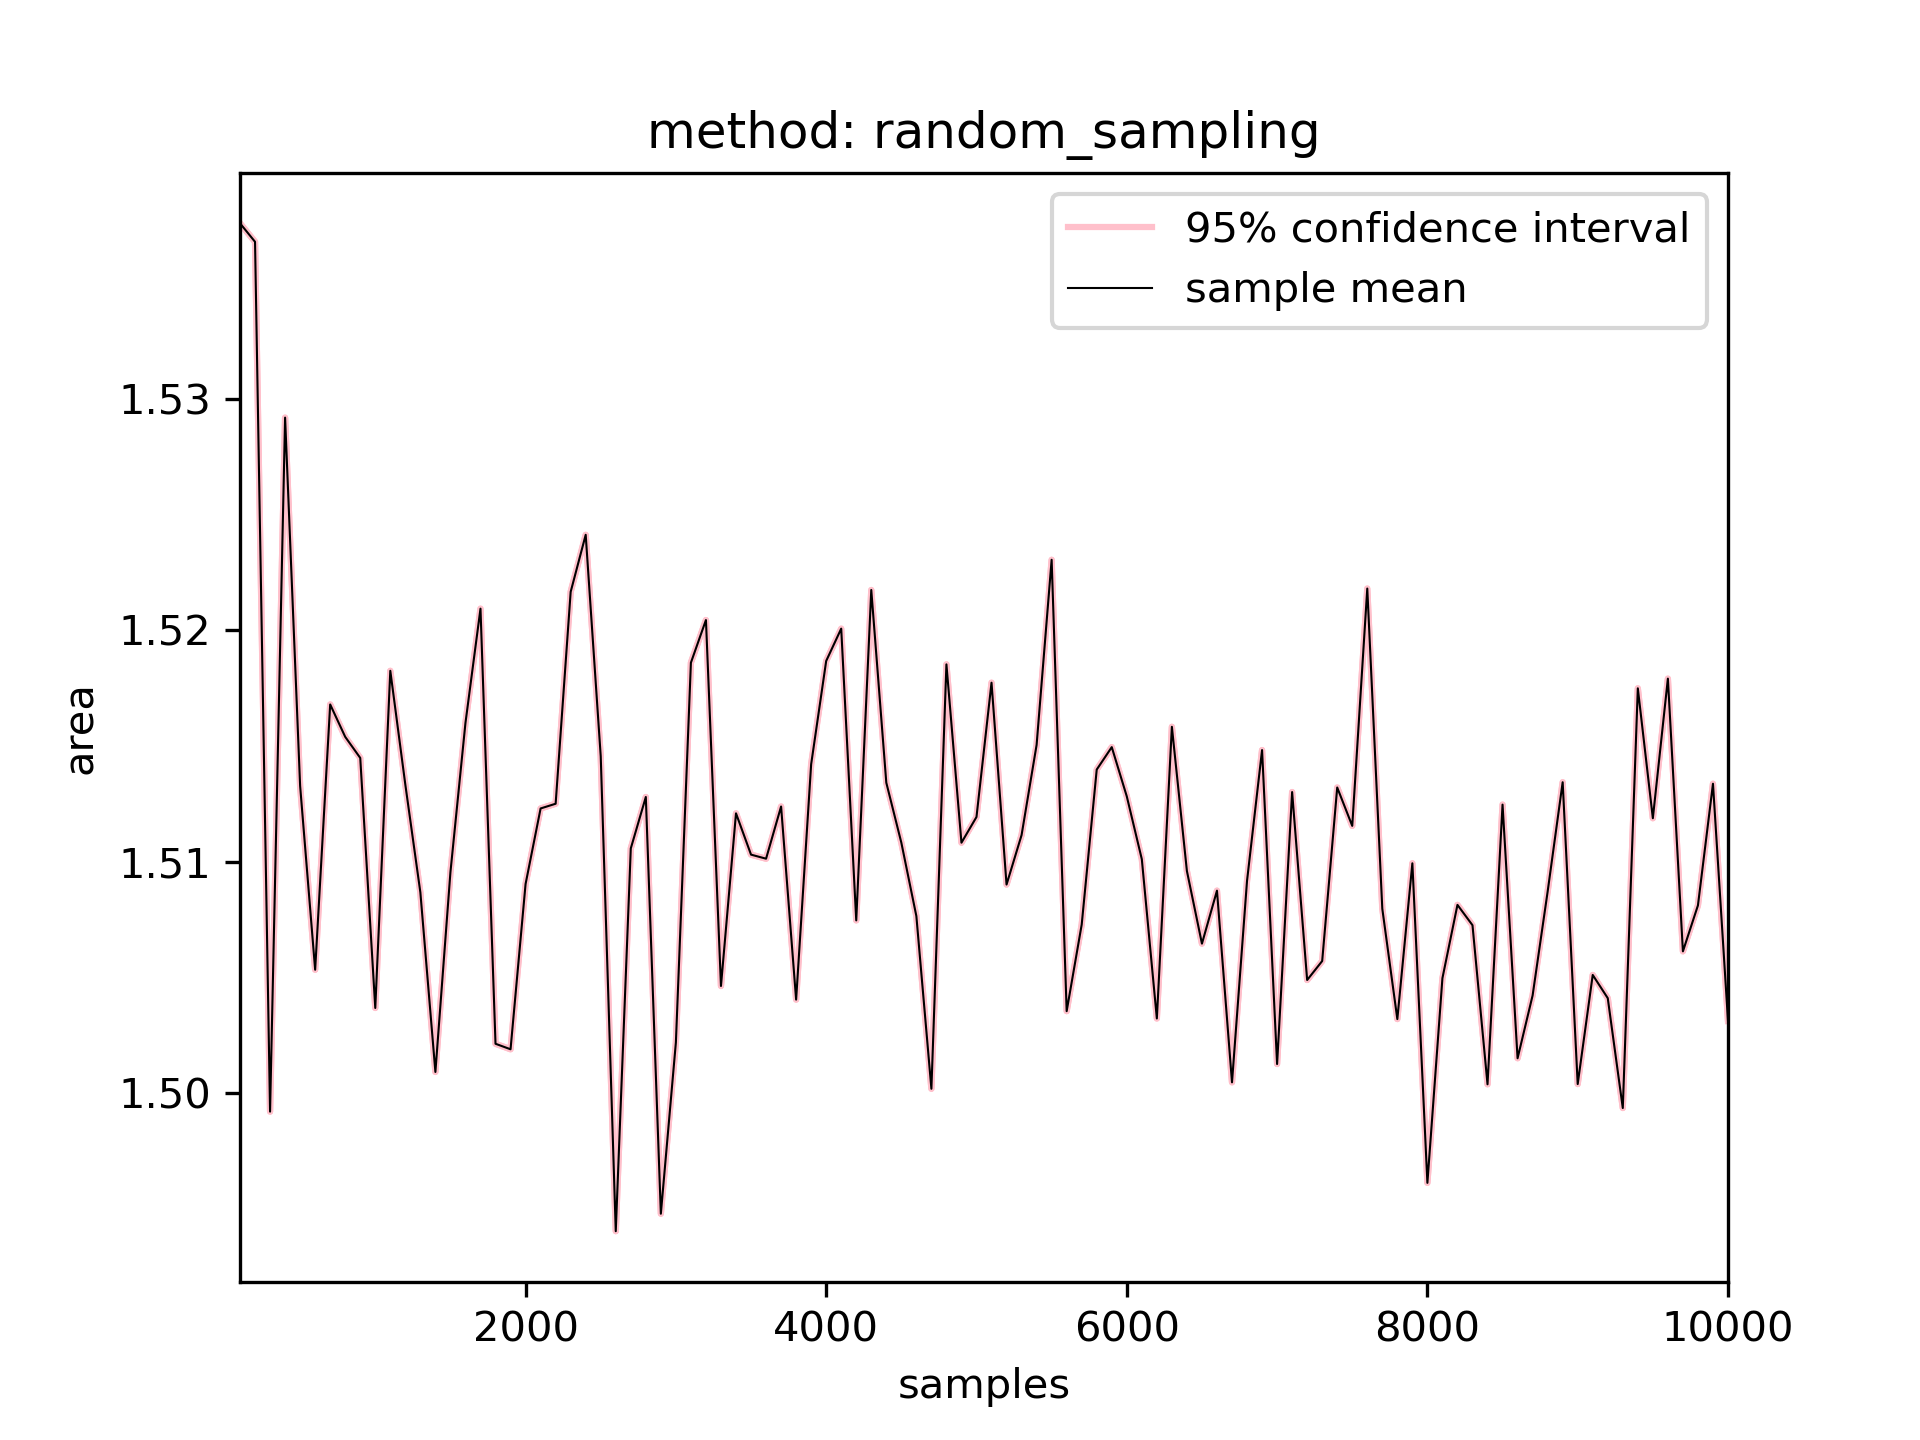 method: random_sampling
95% confidence interval
sample mean
area
1.53
1.52
1.51
1.50
2000 4000 6000 8000 10000
samples